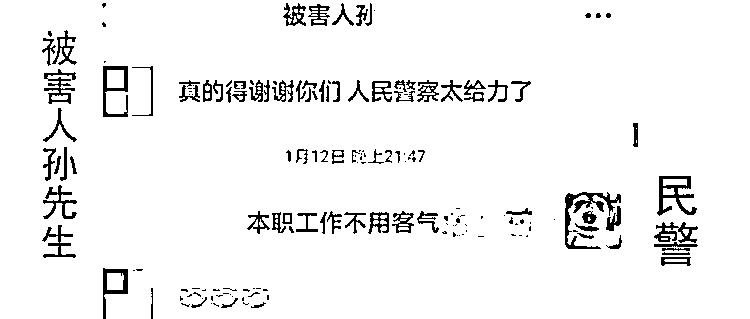 被害人孙
被害人孙先生
真的得谢谢你们 人民警察太给力了
1月12日 晚上21:47
本职工作不用客气
民警